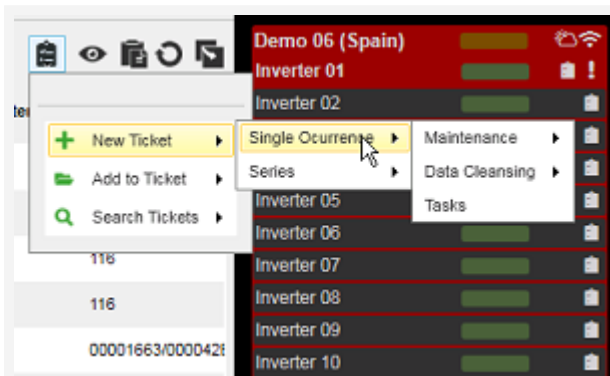 Demo 06 (Spain)
Inverter 01
Inverter 02
New Ticket
Single Ocurrence
Maintenance
Add to Ticket
Series
Data Cleansing
Search Tickets
Tasks
Inverter 05
Inverter 06
116
Inverter 07
116
Inverter 08
Inverter 09
00001663/0000428
Inverter 10